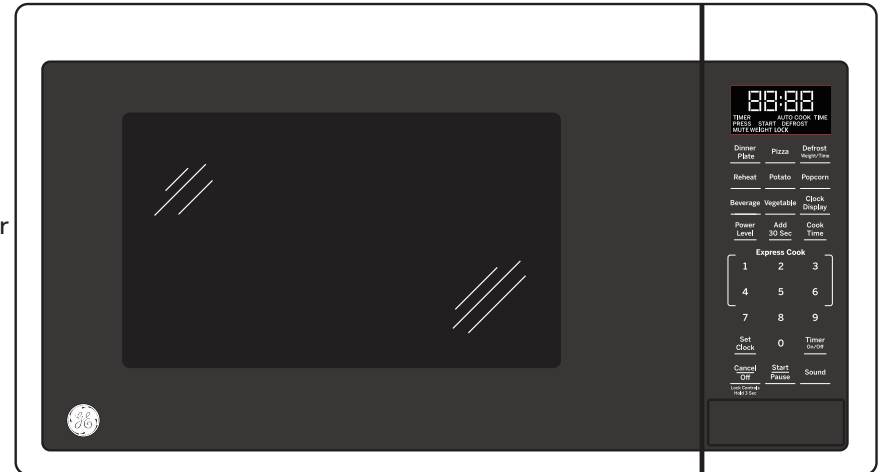 r
88:88
TIMER AUTO COOK TIME
PRESS START DEFROST
MUTE WEIGHT LOCK
Dinner Plate
Pizza
Defrost
Weight/Time
Reheat
Potato
Popcorn
Beverage
Vegetable
Clock Display
Power Level
Add 30 Sec
Cook Time
Express Cook
1 2 3
4 5 6
7 8 9
Set Clock
0
Timer
On/Off
Cancel
Off
Start
Pause
Sound
Lock Controls
Hold 3 Sec
GE